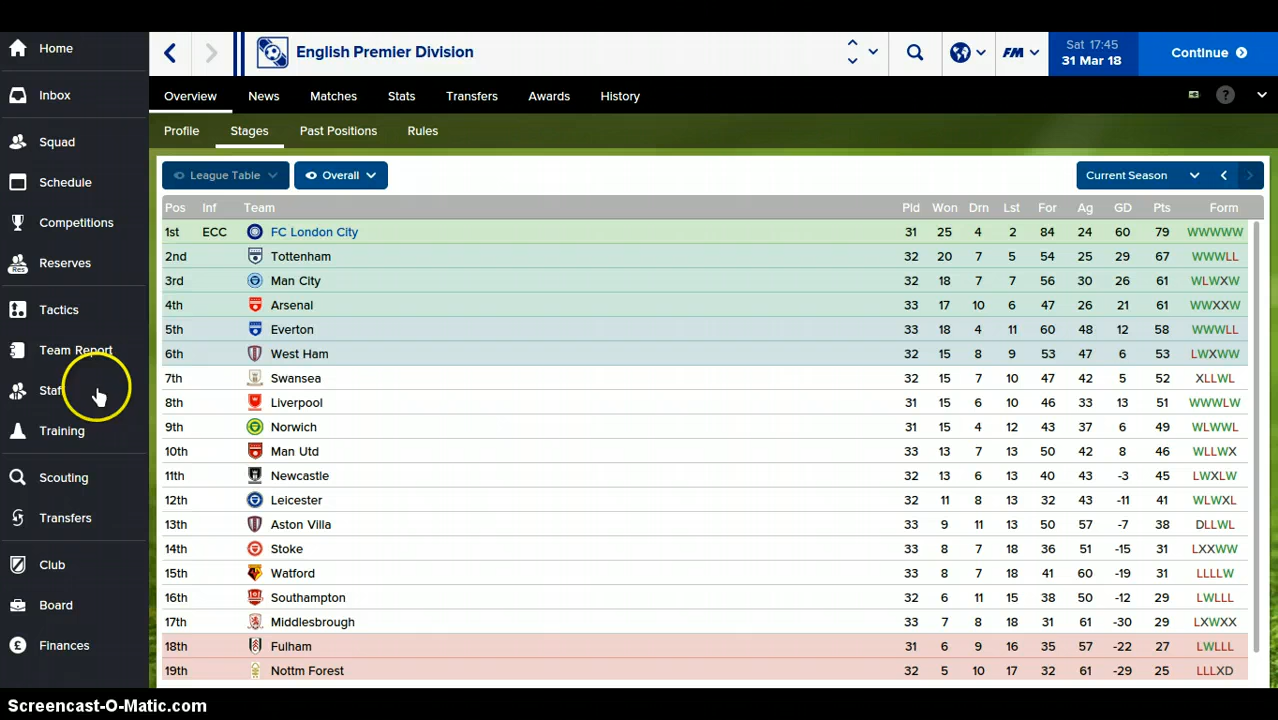 Home
Inbox
Squad
Schedule
Competitions
Res
Reserves
Tactics
Team Report
Staf
Training
Scouting
Transfers
Club
Board
£
Finances
English Premier Division
FM
Sat 17:45
31 Mar 18
Continue
Overview News Matches Stats Transfers Awards History
?
Profile Stages Past Positions Rules
League Table Overall Current Season
Pos Inf Team Pld Won Drn Lst For Ag GD Pts Form
1st ECC FC London City 31 25 4 2 84 24 60 79 WWWWW
2nd Tottenham 32 20 7 5 54 25 29 67 WWWLL
3rd Man City 32 18 7 7 56 30 26 61 WLWXW
4th Arsenal 33 17 10 6 47 26 21 61 WWXXW
5th Everton 33 18 4 11 60 48 12 58 WWWLL
6th West Ham 32 15 8 9 53 47 6 53 LWXWW
7th Swansea 32 15 7 10 47 42 5 52 XLLWL
8th Liverpool 31 15 6 10 46 33 13 51 WWWLW
9th Norwich 31 15 4 12 43 37 6 49 WLWWL
10th Man Utd 33 13 7 13 50 42 8 46 WLLWX
11th Newcastle 32 13 6 13 40 43 -3 45 LWXLW
12th Leicester 32 11 8 13 32 43 -11 41 WLWXL
13th Aston Villa 33 9 11 13 50 57 -7 38 DLLWL
14th Stoke 33 8 7 18 36 51 -15 31 LXXWW
15th Watford 33 8 7 18 41 60 -19 31 LLLLW
16th Southampton 32 6 11 15 38 50 -12 29 LWLLL
17th Middlesbrough 33 7 8 18 31 61 -30 29 LXWXX
18th Fulham 31 6 9 16 35 57 -22 27 LWLLL
19th Nottm Forest 32 5 10 17 32 61 -29 25 LLLXD
Screencast-O-Matic.com